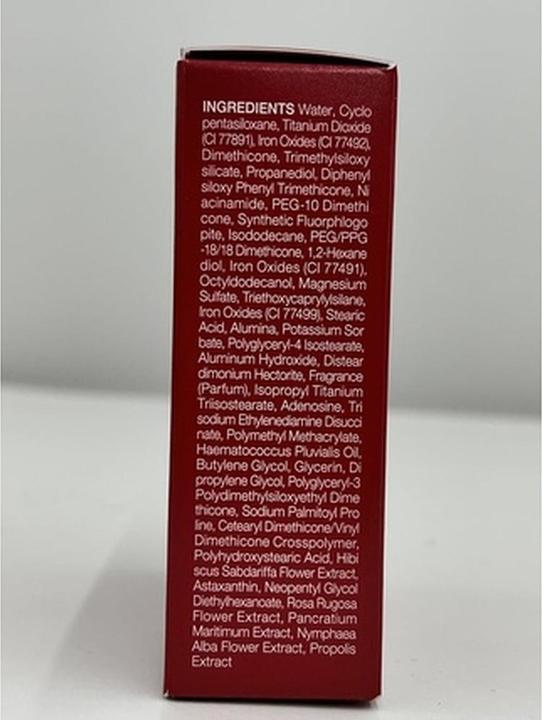 INGREDIENTS Water, Cyclo
pentasiloxane, Titanium Dioxide
(CI 77891), Iron Oxides (CI 77492),
Dimethicone, Trimethylsiloxy
silicate, Propanediol, Diphenyl
siloxy Phenyl Trimethicone, Ni
acinamide, PEG-10 Dimethi
cone, Synthetic Fluorphlogo
pite, Isododecane, PEG/PPG
-18/18 Dimethicone, 1,2-Hexane
diol, Iron Oxides (CI 77491),
Octyldodecanol, Magnesium
Sulfate, Triethoxycaprylylsilane,
Iron Oxides (CI 77499), Stearic
Acid, Alumina, Potassium Sor
bate, Polyglyceryl-4 Isostearate,
Aluminum Hydroxide, Distear
dimonium Hectorite, Fragrance
(Parfum), Isopropyl Titanium
Triisostearate, Adenosine, Tri
sodium Ethylenediamine Disucci
nate, Polymethyl Methacrylate,
Haematococcus Pluvialis Oil,
Butylene Glycol, Glycerin, Di
propylene Glycol, Polyglyceryl-3
Polydimethylsiloxyethyl Dime
thicone, Sodium Palmitoyl Pro
line, Cetearyl Dimethicone/Vinyl
Dimethicone Crosspolymer,
Polyhydroxystearic Acid, Hibi
scus Sabdariffa Flower Extract,
Astaxanthin, Neopentyl Glycol
Diethylhexanoate, Rosa Rugosa
Flower Extract, Pancratium
Maritimum Extract, Nymphaea
Alba Flower Extract, Propolis
Extract